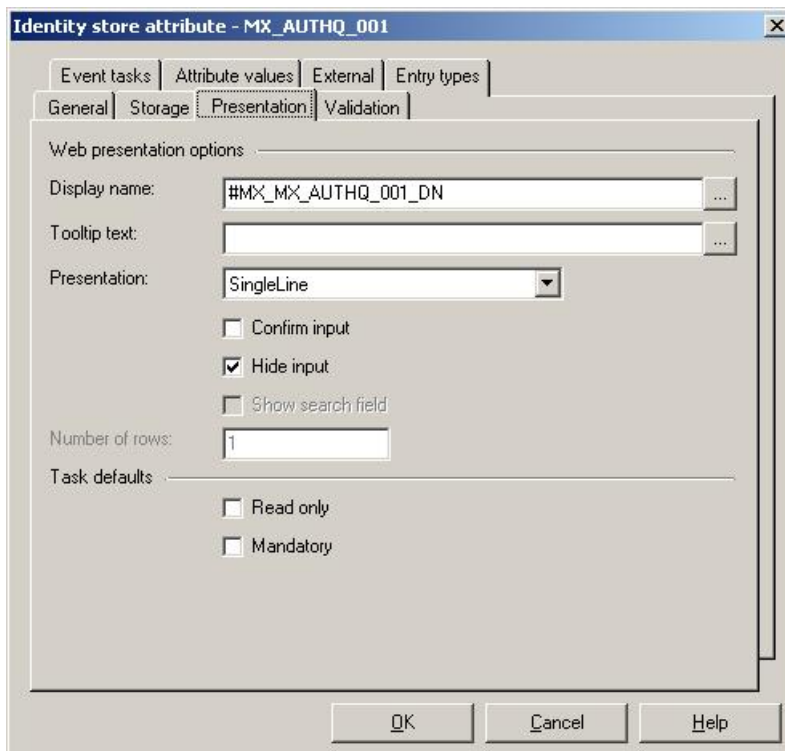 Identity store attribute - MX_AUTHQ_001
Event tasks Attribute values External Entry types
General Storage Presentation Validation
Web presentation options
Display name: #MX_MX_AUTHQ_001_DN ...
Tooltip text: ...
Presentation: SingleLine
Confirm input
Hide input
Show search field
Number of rows: 1
Task defaults
Read only
Mandatory
OK Cancel Help